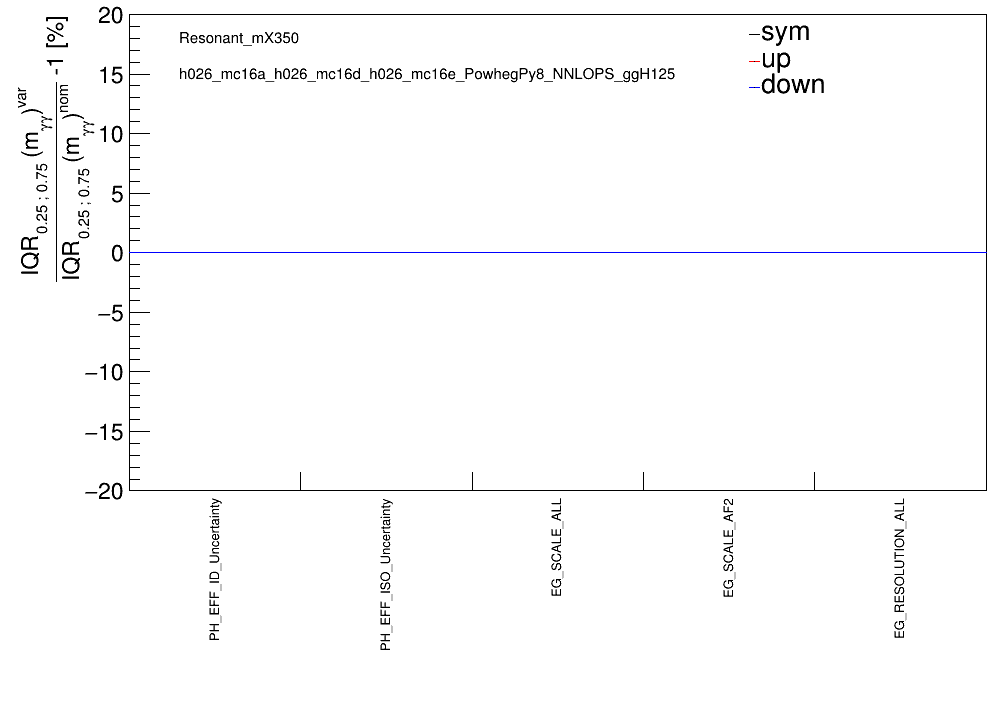 IQR0.25 ; 0.75 (mγγ)var
IQR0.25 ; 0.75 (mγγ)nom -1 [%]
20
15
10
5
0
−5
−10
−15
−20
Resonant_mX350
h026_mc16a_h026_mc16d_h026_mc16e_PowhegPy8_NNLOPS_ggH125
sym
up
down
PH_EFF_ID_Uncertainty
PH_EFF_ISO_Uncertainty
EG_SCALE_ALL
EG_SCALE_AF2
EG_RESOLUTION_ALL